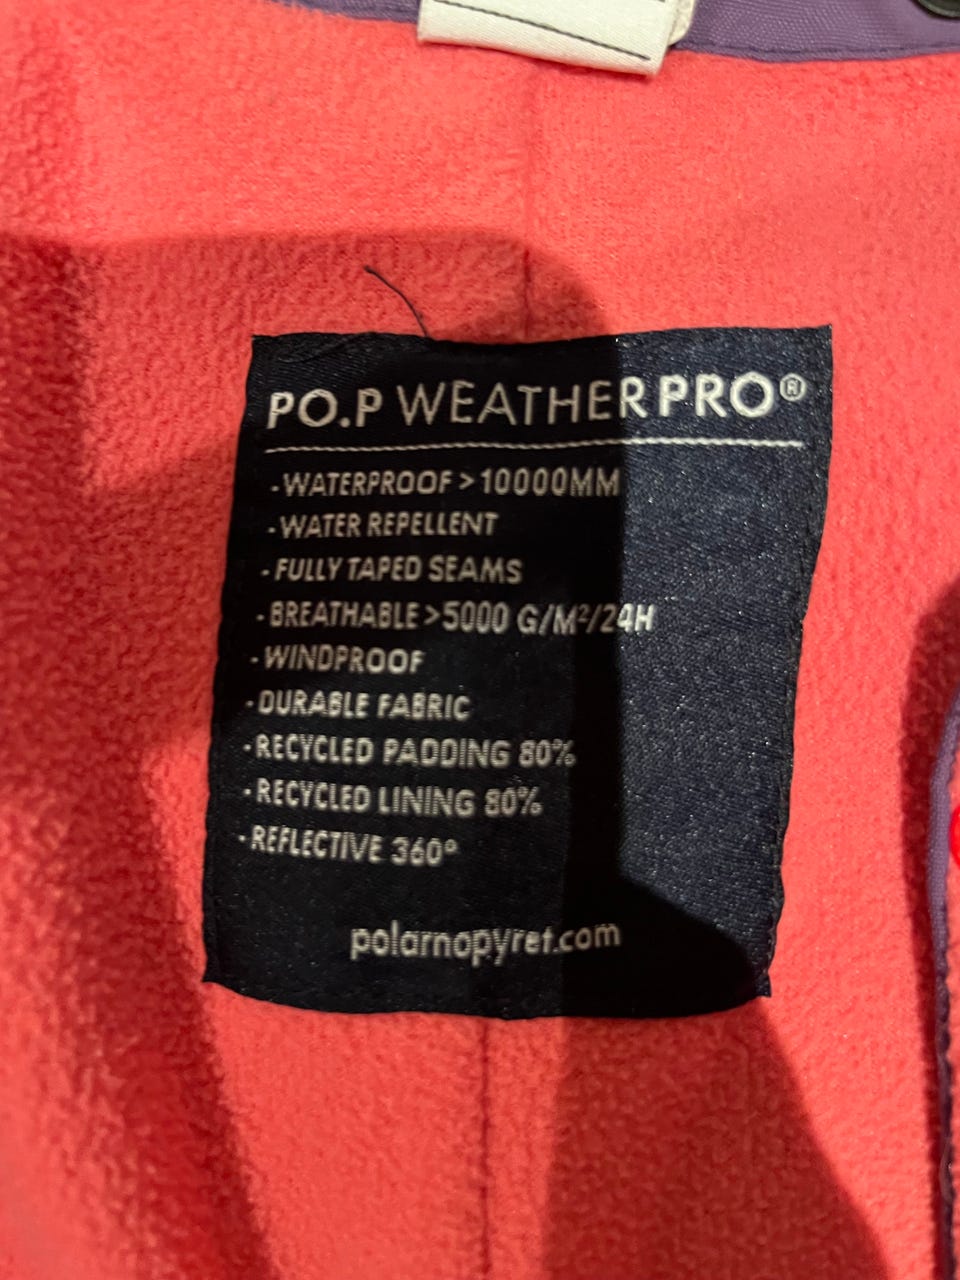 PO.P WEATHERPRO®
-WATERPROOF >10000MM
-WATER REPELLENT
-FULLY TAPED SEAMS
-BREATHABLE >5000 G/M²/24H
-WINDPROOF
-DURABLE FABRIC
-RECYCLED PADDING 80%
-RECYCLED LINING 80%
-REFLECTIVE 360°
polarnopyret.com